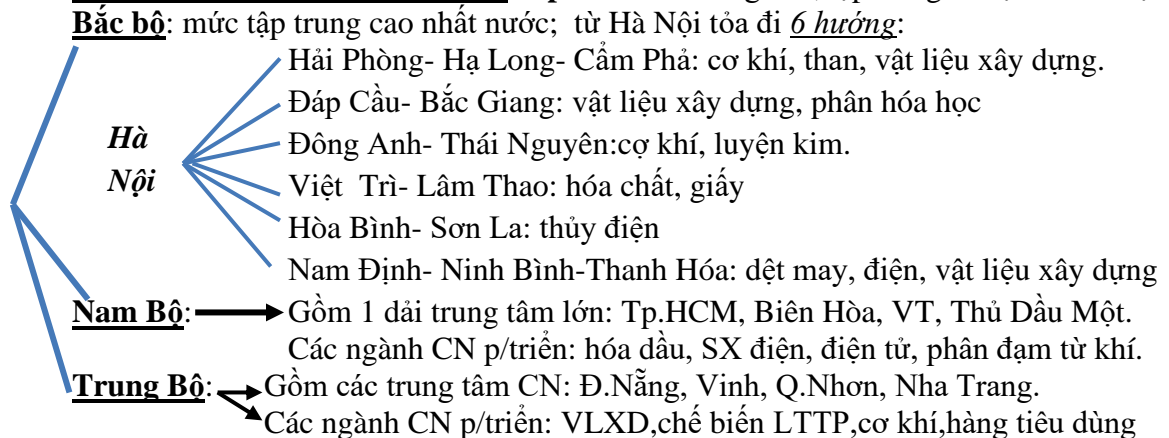 Bắc bộ: mức tập trung cao nhất nước; từ Hà Nội tỏa đi 6 hướng:
Hải Phòng- Hạ Long- Cẩm Phả: cơ khí, than, vật liệu xây dựng.
Đáp Cầu- Bắc Giang: vật liệu xây dựng, phân hóa học
Hà
Nội
Đông Anh- Thái Nguyên:cợ khí, luyện kim.
Việt Trì- Lâm Thao: hóa chất, giấy
Hòa Bình- Sơn La: thủy điện
Nam Định- Ninh Bình-Thanh Hóa: dệt may, điện, vật liệu xây dựng
Nam Bộ: Gồm 1 dải trung tâm lớn: Tp.HCM, Biên Hòa, VT, Thủ Dầu Một.
Các ngành CN p/triển: hóa dầu, SX điện, điện tử, phân đạm từ khí.
Trung Bộ: Gồm các trung tâm CN: Đ.Nẵng, Vinh, Q.Nhơn, Nha Trang.
Các ngành CN p/triển: VLXD,chế biến LTTP,cơ khí,hàng tiêu dùng